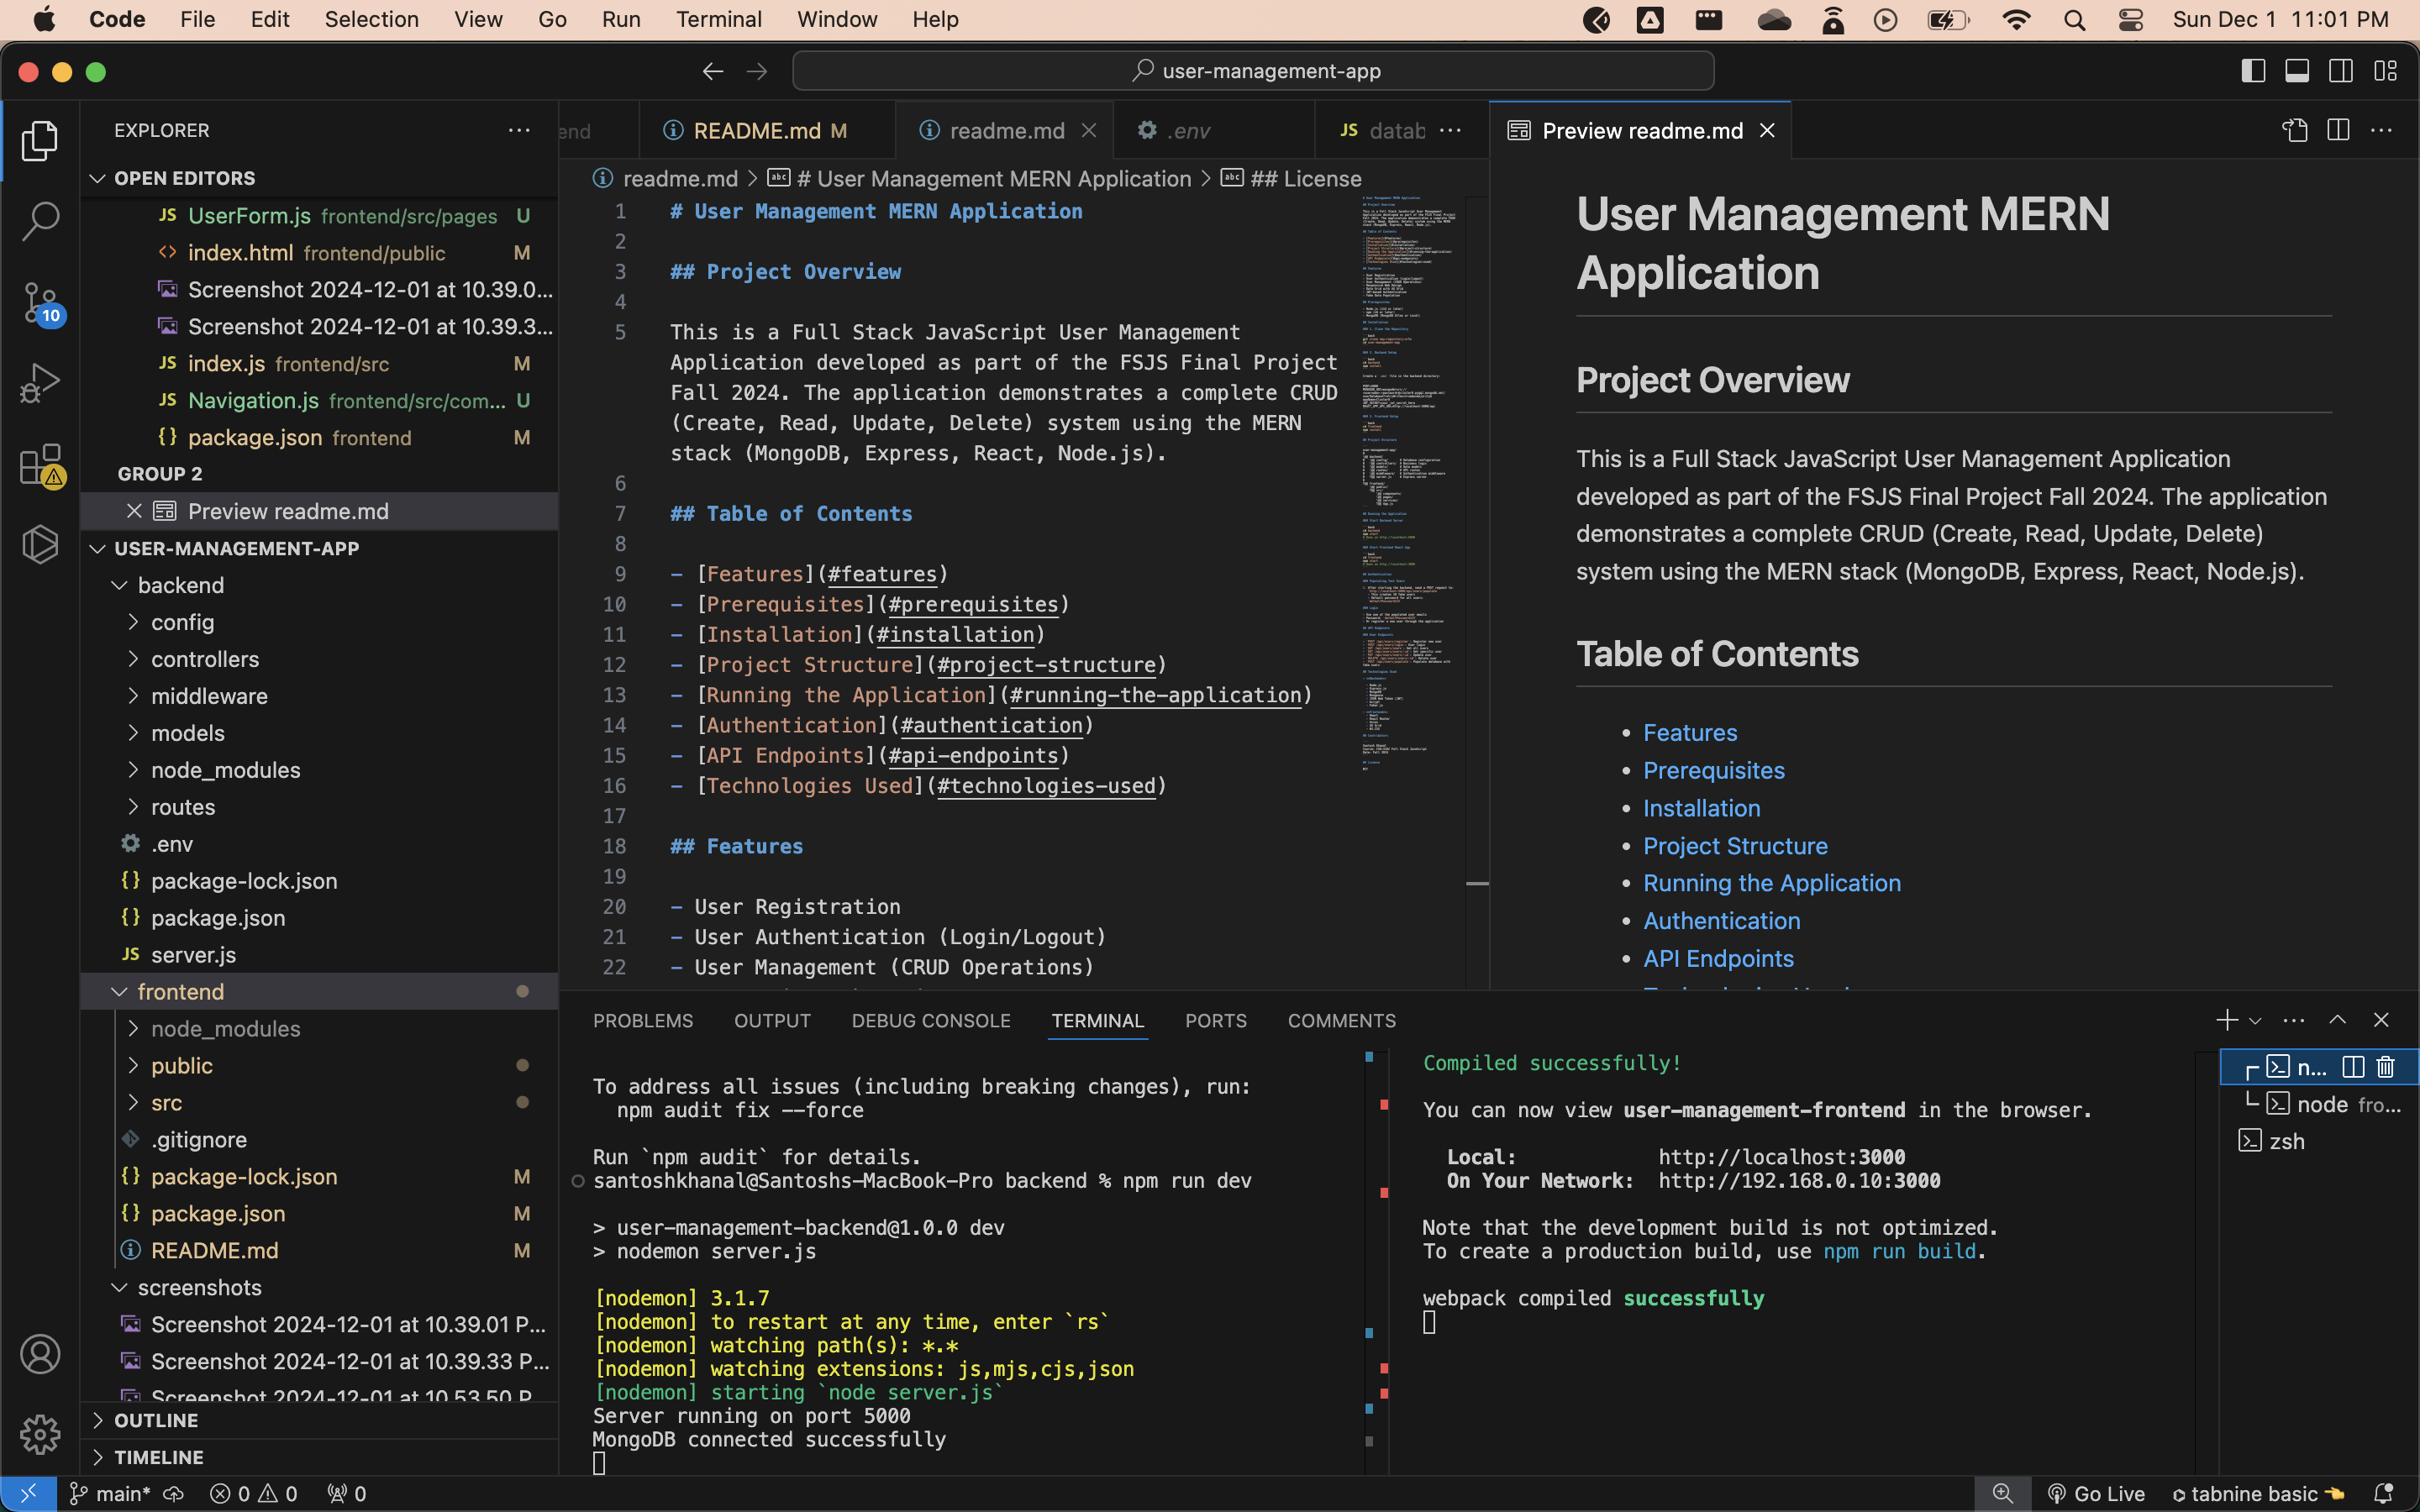 Code File Edit Selection View Go Run Terminal Window Help
Sun Dec 1 11:01 PM
user-management-app
EXPLORER
OPEN EDITORS
UserForm.js frontend/src/pages U
index.html frontend/public M
Screenshot 2024-12-01 at 10.39.0...
Screenshot 2024-12-01 at 10.39.3...
index.js frontend/src M
Navigation.js frontend/src/com... U
package.json frontend M
GROUP 2
Preview readme.md
USER-MANAGEMENT-APP
backend
config
controllers
middleware
models
node_modules
routes
.env
package-lock.json
package.json
server.js
frontend
node_modules
public
src
.gitignore
package-lock.json M
package.json M
README.md M
screenshots
Screenshot 2024-12-01 at 10.39.01 P...
Screenshot 2024-12-01 at 10.39.33 P...
Screenshot 2024-12-01 at 10.53.50 P
OUTLINE
TIMELINE
end README.md M readme.md .env JS datab
readme.md > # User Management MERN Application > ## License
1 # User Management MERN Application
2
3 ## Project Overview
4
5 This is a Full Stack JavaScript User Management
Application developed as part of the FSJS Final Project
Fall 2024. The application demonstrates a complete CRUD
(Create, Read, Update, Delete) system using the MERN
stack (MongoDB, Express, React, Node.js).
6
7 ## Table of Contents
8
9 - [Features](#features)
10 - [Prerequisites](#prerequisites)
11 - [Installation](#installation)
12 - [Project Structure](#project-structure)
13 - [Running the Application](#running-the-application)
14 - [Authentication](#authentication)
15 - [API Endpoints](#api-endpoints)
16 - [Technologies Used](#technologies-used)
17
18 ## Features
19
20 - User Registration
21 - User Authentication (Login/Logout)
22 - User Management (CRUD Operations)
Preview readme.md
User Management MERN
Application
Project Overview
This is a Full Stack JavaScript User Management Application
developed as part of the FSJS Final Project Fall 2024. The application
demonstrates a complete CRUD (Create, Read, Update, Delete)
system using the MERN stack (MongoDB, Express, React, Node.js).
Table of Contents
• Features
• Prerequisites
• Installation
• Project Structure
• Running the Application
• Authentication
• API Endpoints
PROBLEMS OUTPUT DEBUG CONSOLE TERMINAL PORTS COMMENTS
To address all issues (including breaking changes), run:
npm audit fix --force
Run `npm audit` for details.
santoshkhanal@Santoshs-MacBook-Pro backend % npm run dev
> user-management-backend@1.0.0 dev
> nodemon server.js
[nodemon] 3.1.7
[nodemon] to restart at any time, enter `rs`
[nodemon] watching path(s): *.*
[nodemon] watching extensions: js,mjs,cjs,json
[nodemon] starting `node server.js`
Server running on port 5000
MongoDB connected successfully
Compiled successfully!
You can now view user-management-frontend in the browser.
Local: http://localhost:3000
On Your Network: http://192.168.0.10:3000
Note that the development build is not optimized.
To create a production build, use npm run build.
webpack compiled successfully
n...
node fro...
zsh
10
main* 0 0 0
Go Live tabnine basic